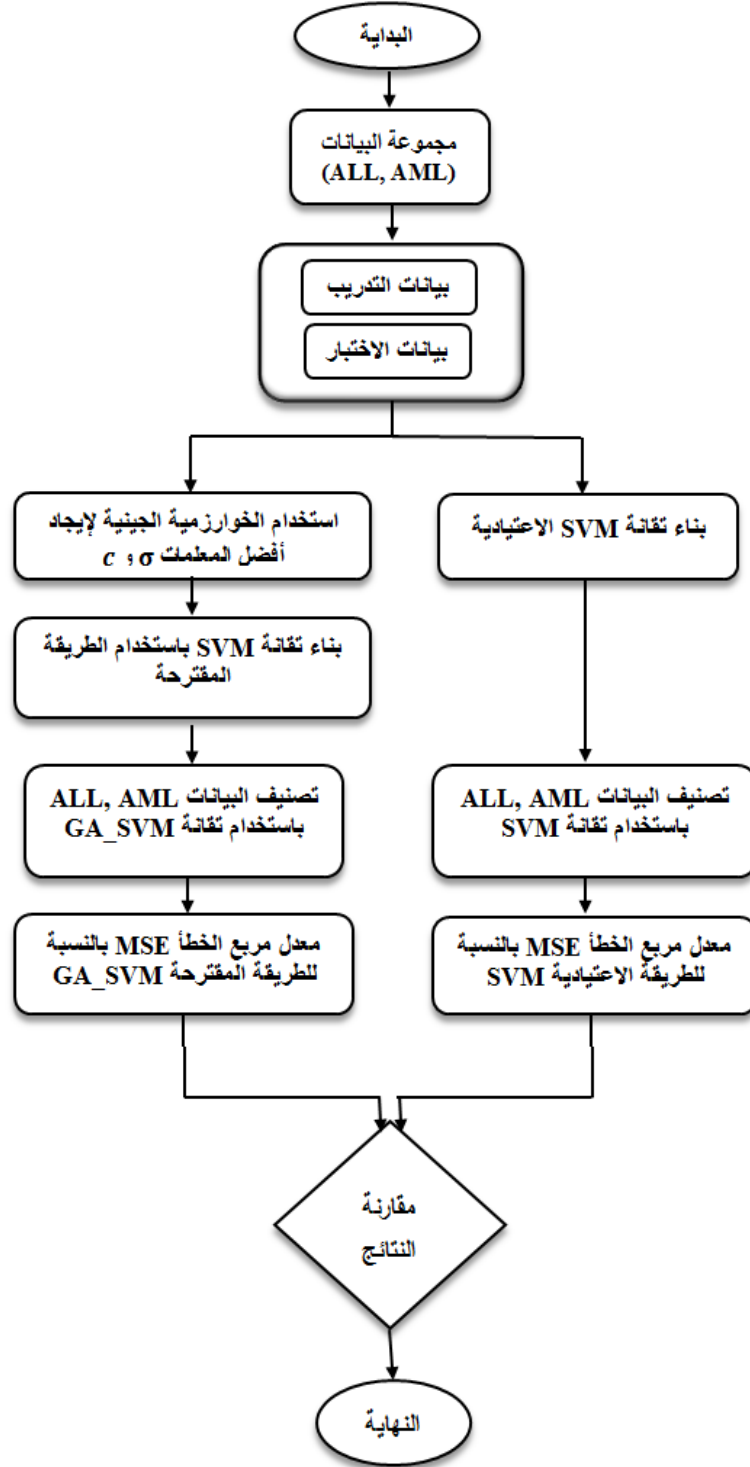 البداية
مجموعة البيانات
(ALL, AML)
بيانات التدريب
بيانات الاختبار
استخدام الخوارزمية الجينية لإيجاد
أفضل المعلمات σ و c
بناء تقانة SVM باستخدام الطريقة
المقترحة
تصنيف البيانات ALL, AML
باستخدام تقانة GA_SVM
معدل مربع الخطأ MSE بالنسبة
للطريقة المقترحة GA_SVM
بناء تقانة SVM الاعتيادية
تصنيف البيانات ALL, AML
باستخدام تقانة SVM
معدل مربع الخطأ MSE بالنسبة
للطريقة الاعتيادية SVM
مقارنة
النتائج
النهاية